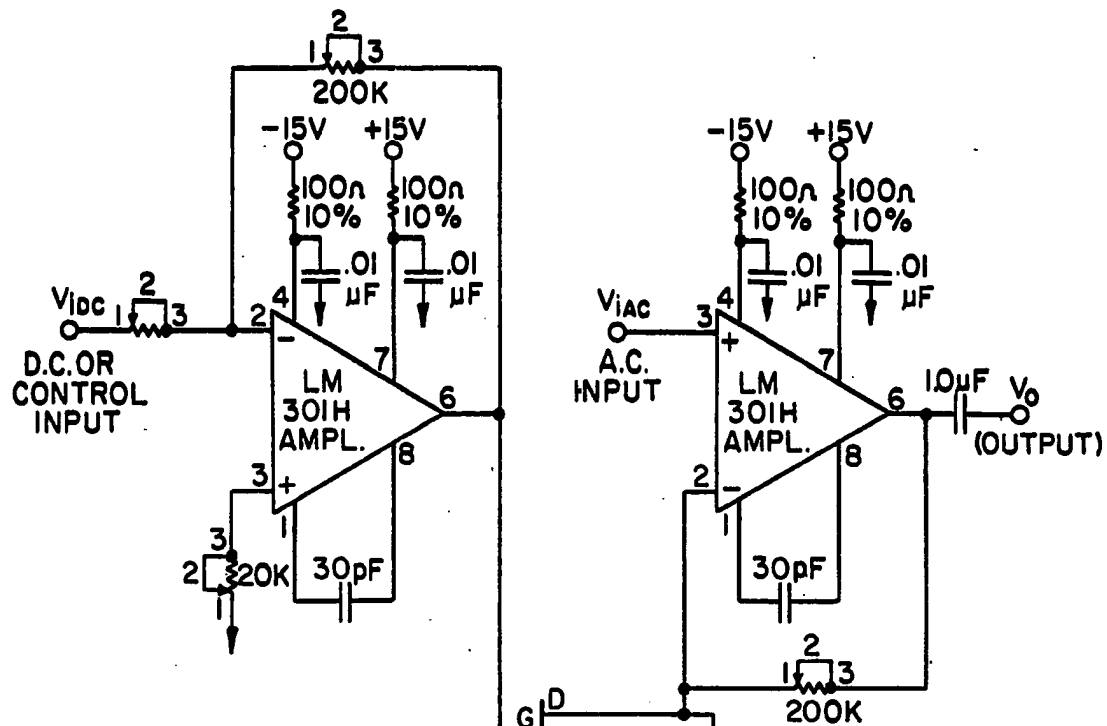 2
1
3
200K
-15V
+15V
100Ω
10%
100Ω
10%
.01
µF
.01
µF
ViDC
2
1
3
D.C.OR
CONTROL
INPUT
4
2
-
7
LM
301H
AMPL.
6
8
3
+
1
3
2
20K
1
30pF
-15V
+15V
100Ω
10%
100Ω
10%
.01
µF
.01
µF
ViAC
A.C.
INPUT
4
3
+
7
LM
301H
AMPL.
6
8
2
-
1
1.0µF
Vo
(OUTPUT)
30pF
2
1
3
200K
G
D